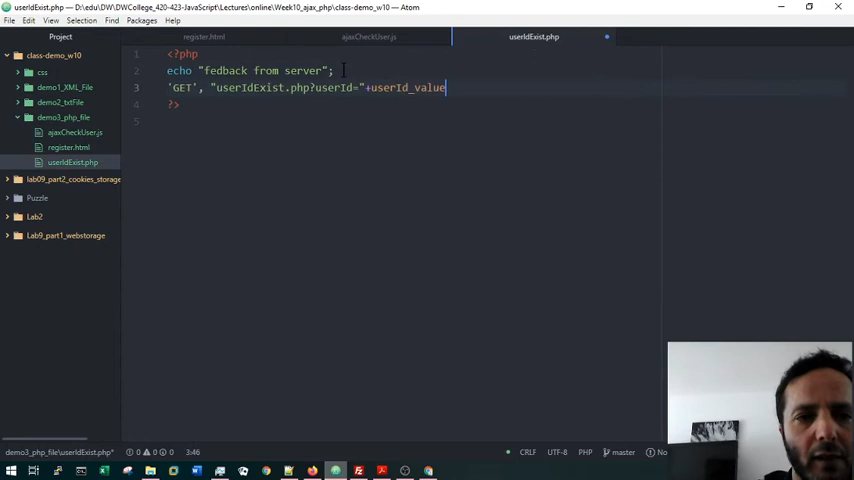 userIdExist.php — D:\edu\DW\DWCollege_420-423-JavaScript\Lectures\online\Week10_ajax_php\class-demo_w10 — Atom
File Edit View Selection Find Packages Help
Project register.html ajaxCheckUser.js userIdExist.php
class-demo_w10
css
demo1_XML_File
demo2_txtFile
demo3_php_file
ajaxCheckUser.js
register.html
userIdExist.php
lab09_part2_cookies_storage
Puzzle
Lab2
Lab9_part1_webstorage
1 <?php
2 echo "fedback from server";
3 'GET', "userIdExist.php?userId="+userId_value
4 ?>
5
demo3_php_file\userIdExist.php* 0 0 0 3:46 CRLF UTF-8 PHP master No